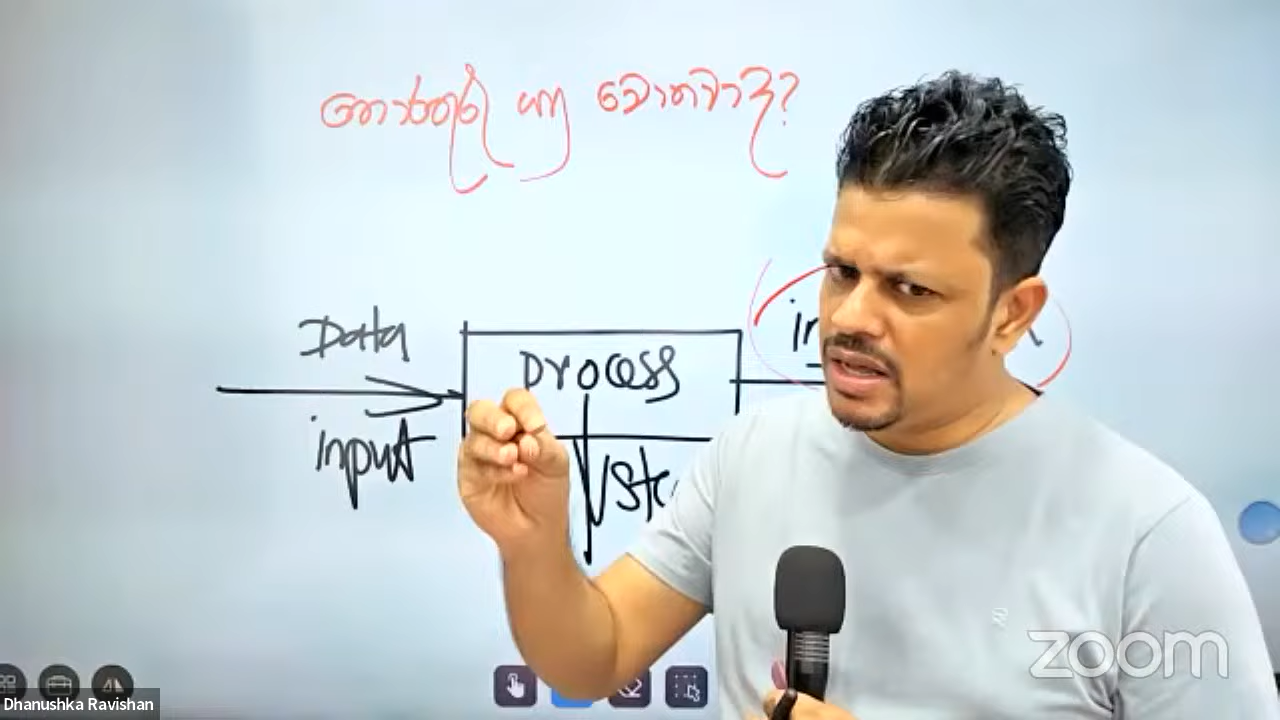 තොරතුරු යනු මොනවාද?
Data
process
input
zoom
Dhanushka Ravishan